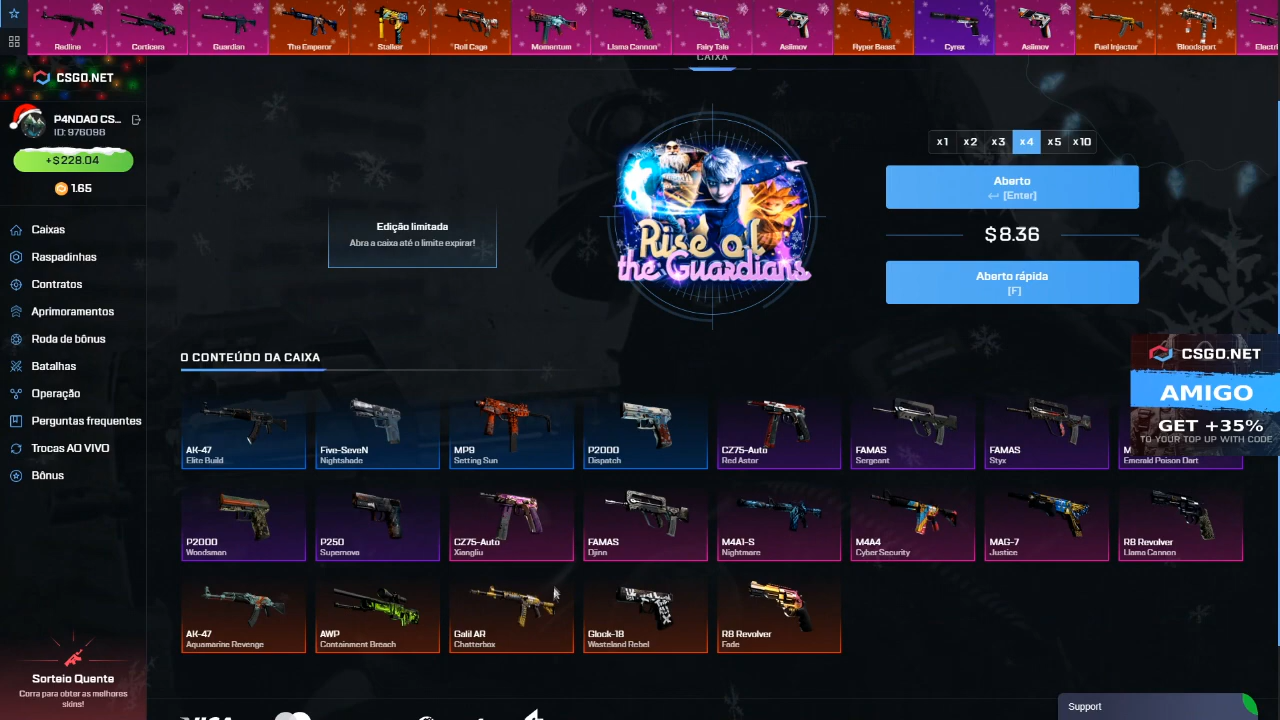 Redline
Corticera
Guardian
The Emperor
Stalker
Roll Cage
Momentum
Llama Cannon
Fairy Tale
Asiimov
Hyper Beast
Cyrex
Asiimov
Fuel Injector
Bloodsport
Electri
CSGO.NET
CAIXA
P4NDAO CS...
ID: 976098
+$228.04
1.65
Caixas
Raspadinhas
Contratos
Aprimoramentos
Roda de bônus
Batalhas
Operação
Perguntas frequentes
Trocas AO VIVO
Bônus
Sorteio Quente
Corra para obter as melhores
skins!
Edição limitada
Abra a caixa até o limite expirar!
Rise of
the Guardians
x1 x2 x3 x4 x5 x10
Aberto
[Enter]
$8.36
Aberto rápida
[F]
CSGO.NET
AMIGO
GET +35%
TO YOUR TOP UP WITH CODE
O CONTEÚDO DA CAIXA
AK-47
Elite Build
Five-SeveN
Nightshade
MP9
Setting Sun
P2000
Dispatch
CZ75-Auto
Red Astor
FAMAS
Sergeant
FAMAS
Styx
M
Emerald Poison Dart
P2000
Woodsman
P250
Supernova
CZ75-Auto
Xiangliu
FAMAS
Djinn
M4A1-S
Nightmare
M4A4
Cyber Security
MAG-7
Justice
R8 Revolver
Llama Cannon
AK-47
Aquamarine Revenge
AWP
Containment Breach
Galil AR
Chatterbox
Glock-18
Wasteland Rebel
R8 Revolver
Fade
VISA
Support